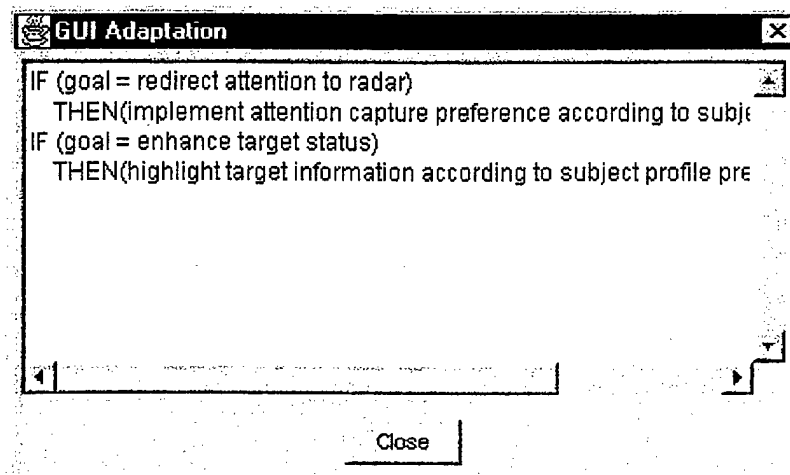 GUI Adaptation
IF (goal = redirect attention to radar)
THEN(implement attention capture preference according to subje
IF (goal = enhance target status)
THEN(highlight target information according to subject profile pre
Close